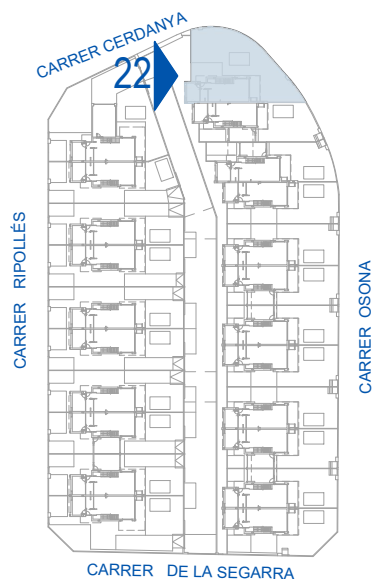 CARRER CERDANYA
22
CARRER RIPOLLÉS
CARRER OSONA
CARRER DE LA SEGARRA